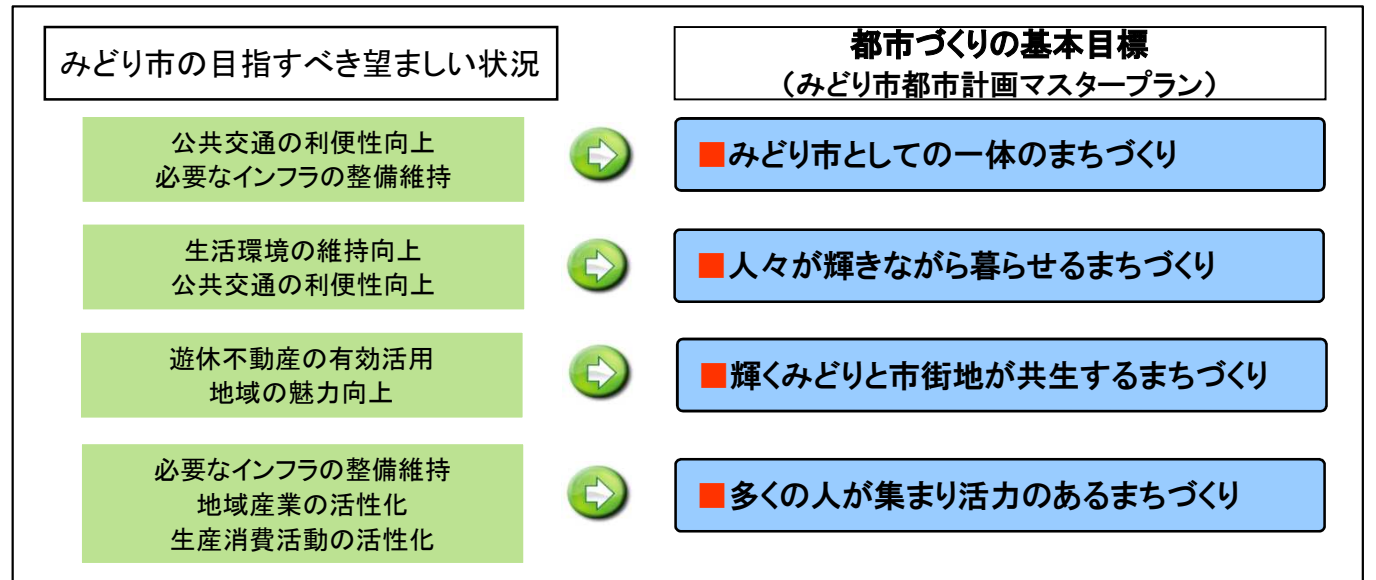 みどり市の目指すべき望ましい状況
都市づくりの基本目標
（みどり市都市計画マスタープラン）
公共交通の利便性向上
必要なインフラの整備維持
■みどり市としての一体のまちづくり
生活環境の維持向上
公共交通の利便性向上
■人々が輝きながら暮らせるまちづくり
遊休不動産の有効活用
地域の魅力向上
■輝くみどりと市街地が共生するまちづくり
必要なインフラの整備維持
地域産業の活性化
生産消費活動の活性化
■多くの人が集まり活力のあるまちづくり